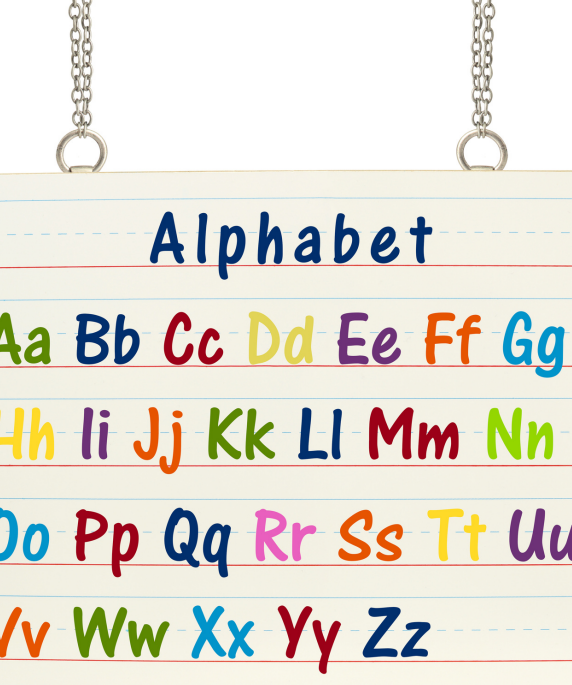 Alphabet
Aa Bb Cc Dd Ee Ff Gg
Hh Ii Jj Kk Ll Mm Nn
Oo Pp Qq Rr Ss Tt Uu
Vv Ww Xx Yy Zz